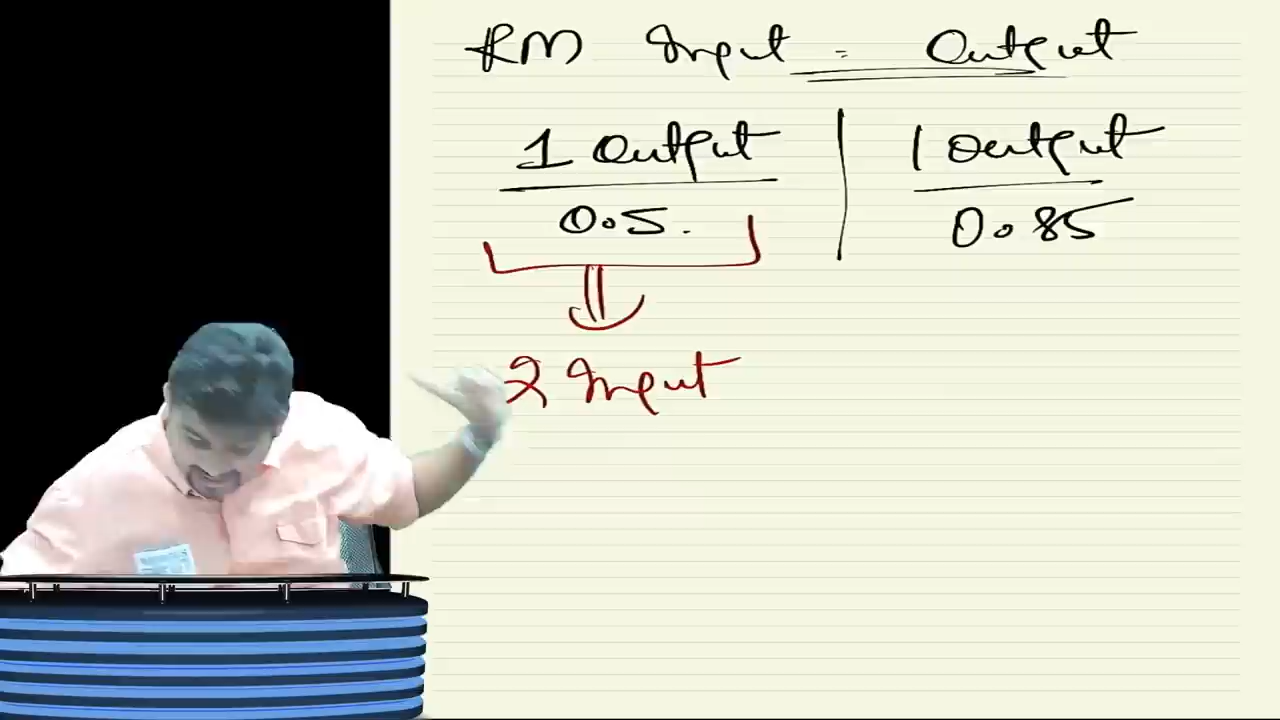 RM Input = Output
1 Output | 1 Output
0.5. | 0.85
2 Input